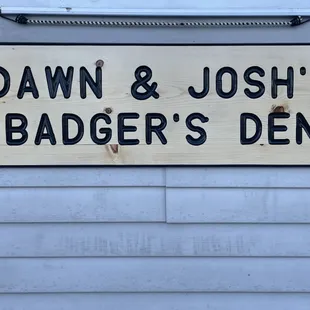 DAWN & JOSH'
BADGER'S DEN